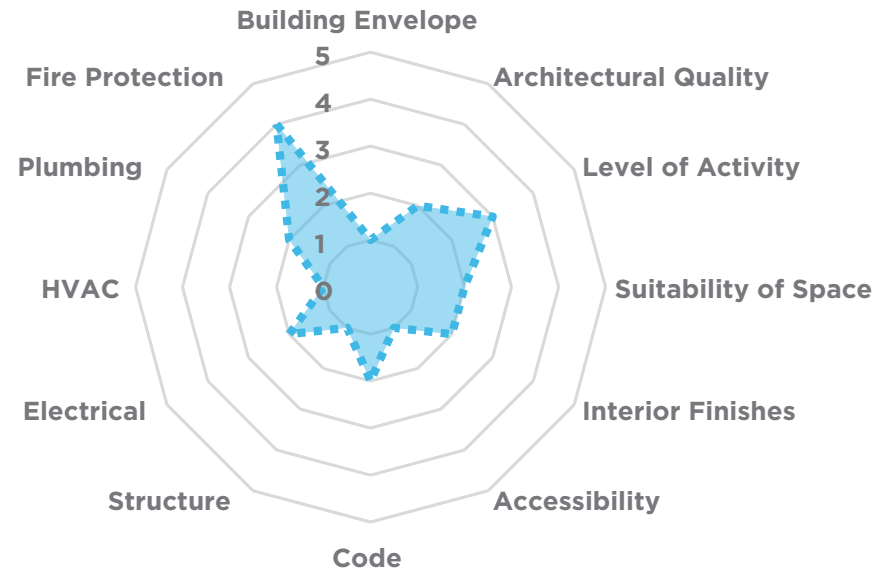 Building Envelope
5
Fire Protection
Architectural Quality
4
3
Plumbing
Level of Activity
2
1
HVAC
0
Suitability of Space
Electrical
Interior Finishes
Structure
Accessibility
Code